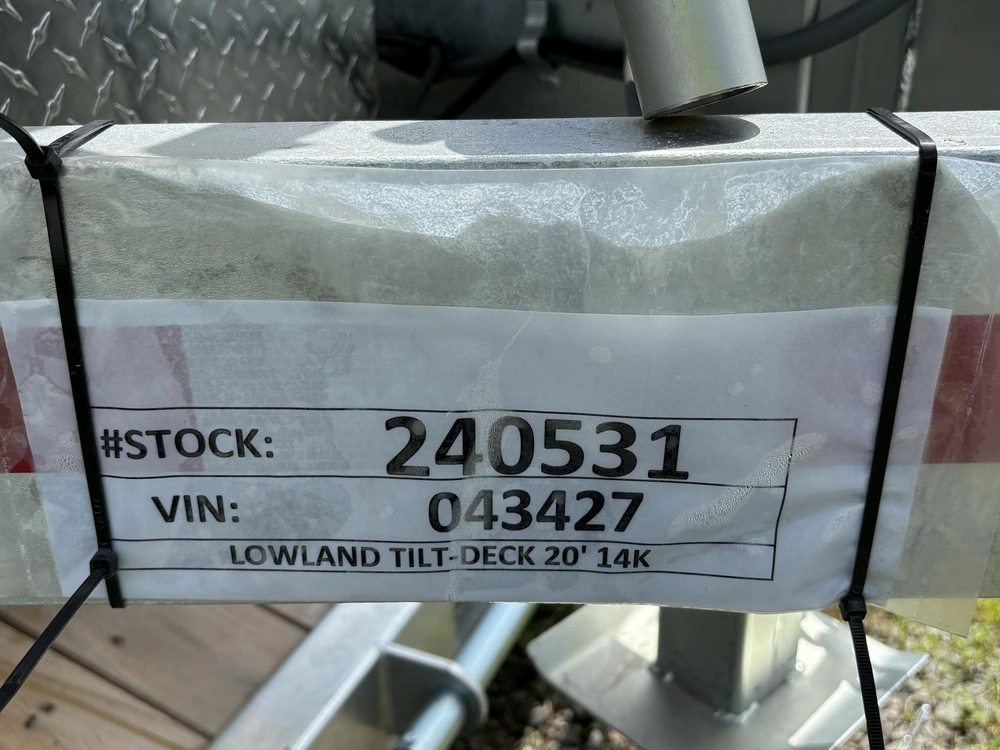 #STOCK: 240531
VIN: 043427
LOWLAND TILT-DECK 20' 14K